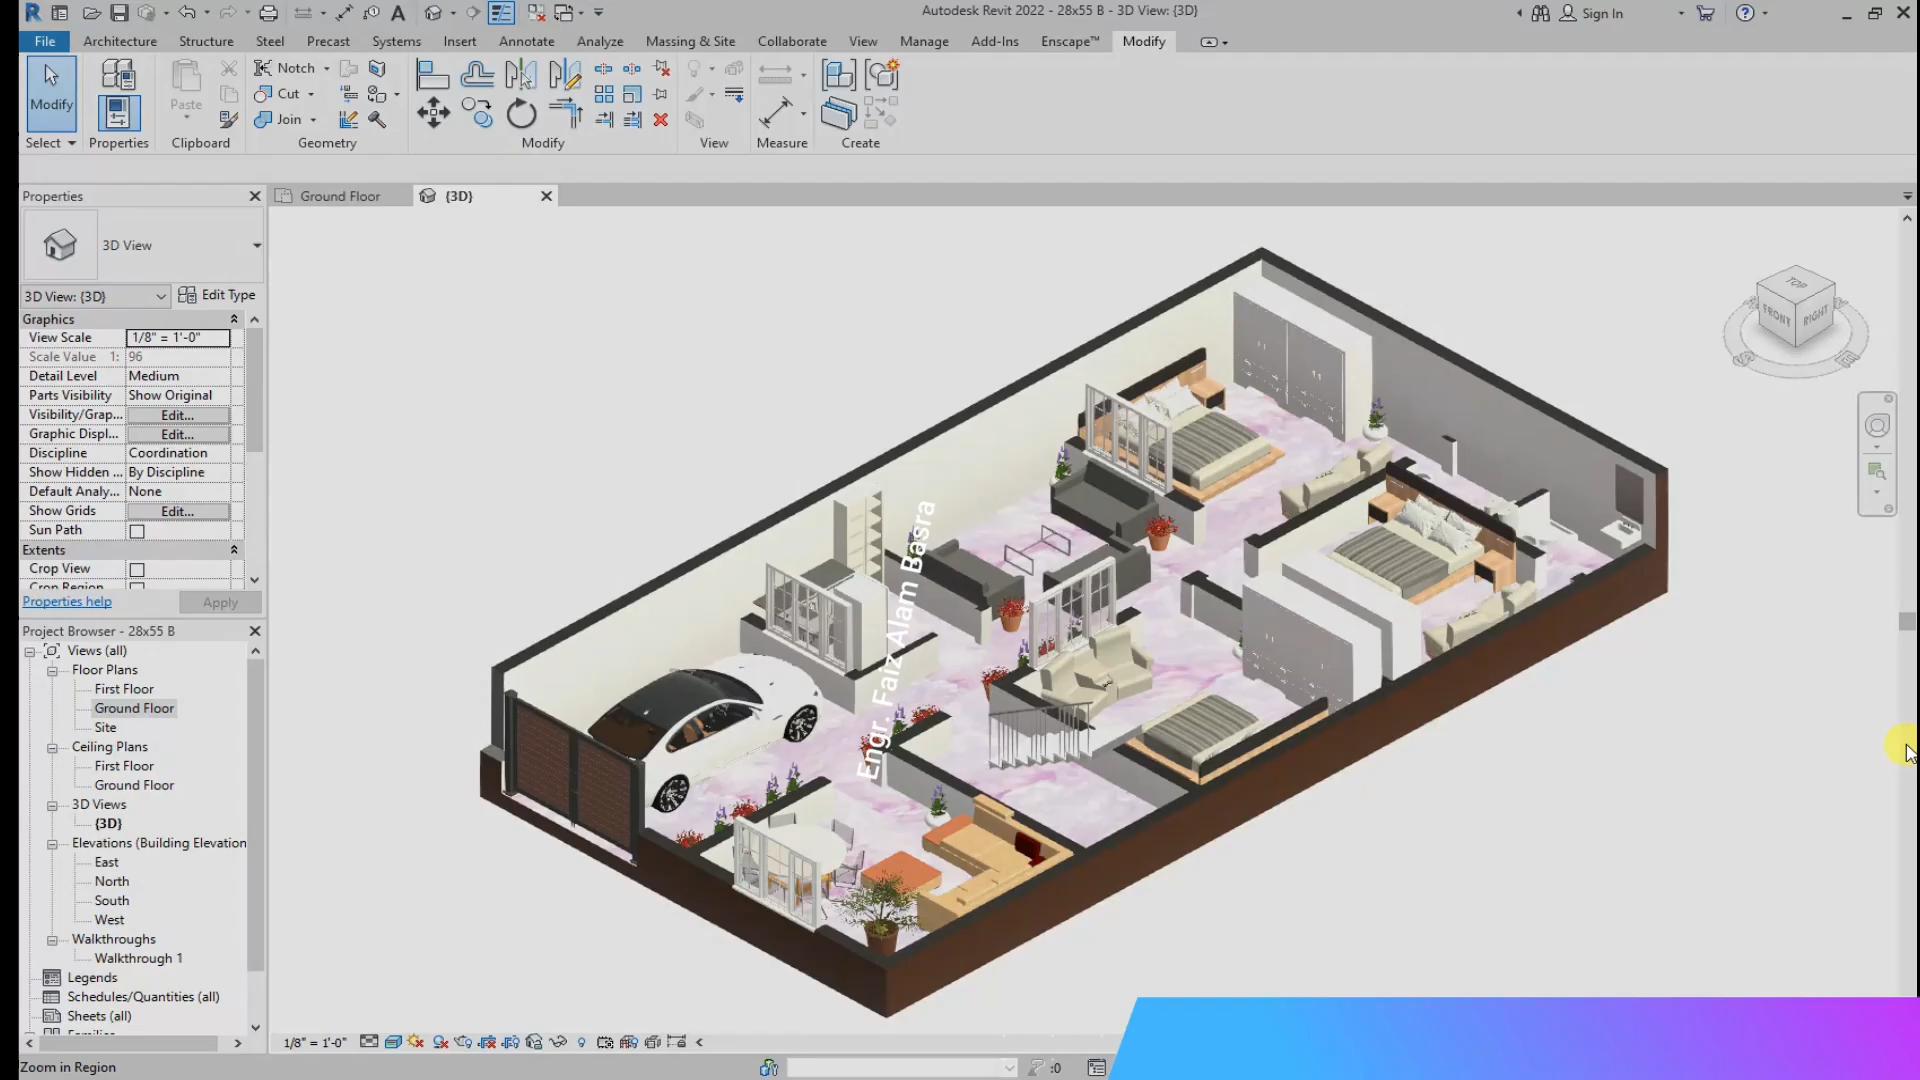 Autodesk Revit 2022 - 28x55 B - 3D View: {3D}
Sign In
File Architecture Structure Steel Precast Systems Insert Annotate Analyze Massing & Site Collaborate View Manage Add-Ins Enscape™ Modify
Modify
Paste
Notch
Cut
Join
Select Properties Clipboard Geometry Modify View Measure Create
Properties
Ground Floor
{3D}
3D View
3D View: {3D}
Edit Type
Graphics
View Scale 1/8" = 1'-0"
Scale Value 1: 96
Detail Level Medium
Parts Visibility Show Original
Visibility/Grap... Edit...
Graphic Displ... Edit...
Discipline Coordination
Show Hidden ... By Discipline
Default Analy... None
Show Grids Edit...
Sun Path
Extents
Crop View
Crop Region
Properties help
Apply
Project Browser - 28x55 B
Views (all)
Floor Plans
First Floor
Ground Floor
Site
Ceiling Plans
First Floor
Ground Floor
3D Views
{3D}
Elevations (Building Elevation
East
North
South
West
Walkthroughs
Walkthrough 1
Legends
Schedules/Quantities (all)
Sheets (all)
Engr. Faiz Alam Basra
TOP
FRONT
RIGHT
1/8" = 1'-0"
Zoom in Region
:0